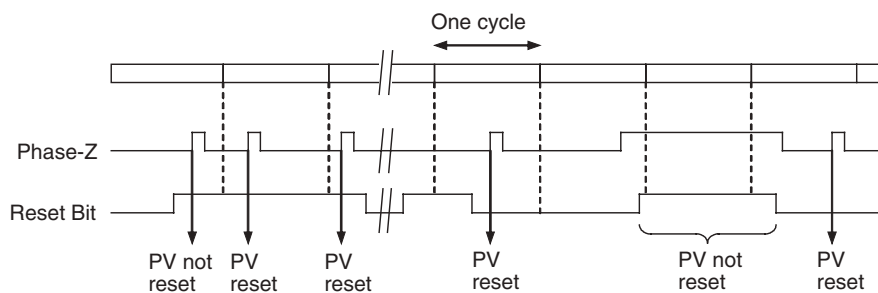 One cycle
Phase-Z
Reset Bit
PV not
reset
PV
reset
PV
reset
PV
reset
PV not
reset
PV
reset